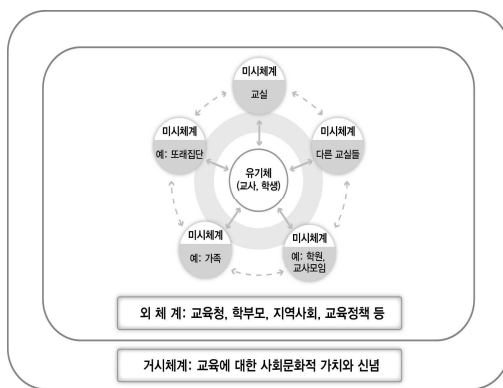 미시체계
교실
미시체계
예: 또래집단
미시체계
다른 교실들
유기체
(교사, 학생)
미시체계
예: 가족
미시체계
예: 학원,
교사모임
외 체 계: 교육청, 학부모, 지역사회, 교육정책 등
거시체계: 교육에 대한 사회문화적 가치와 신념